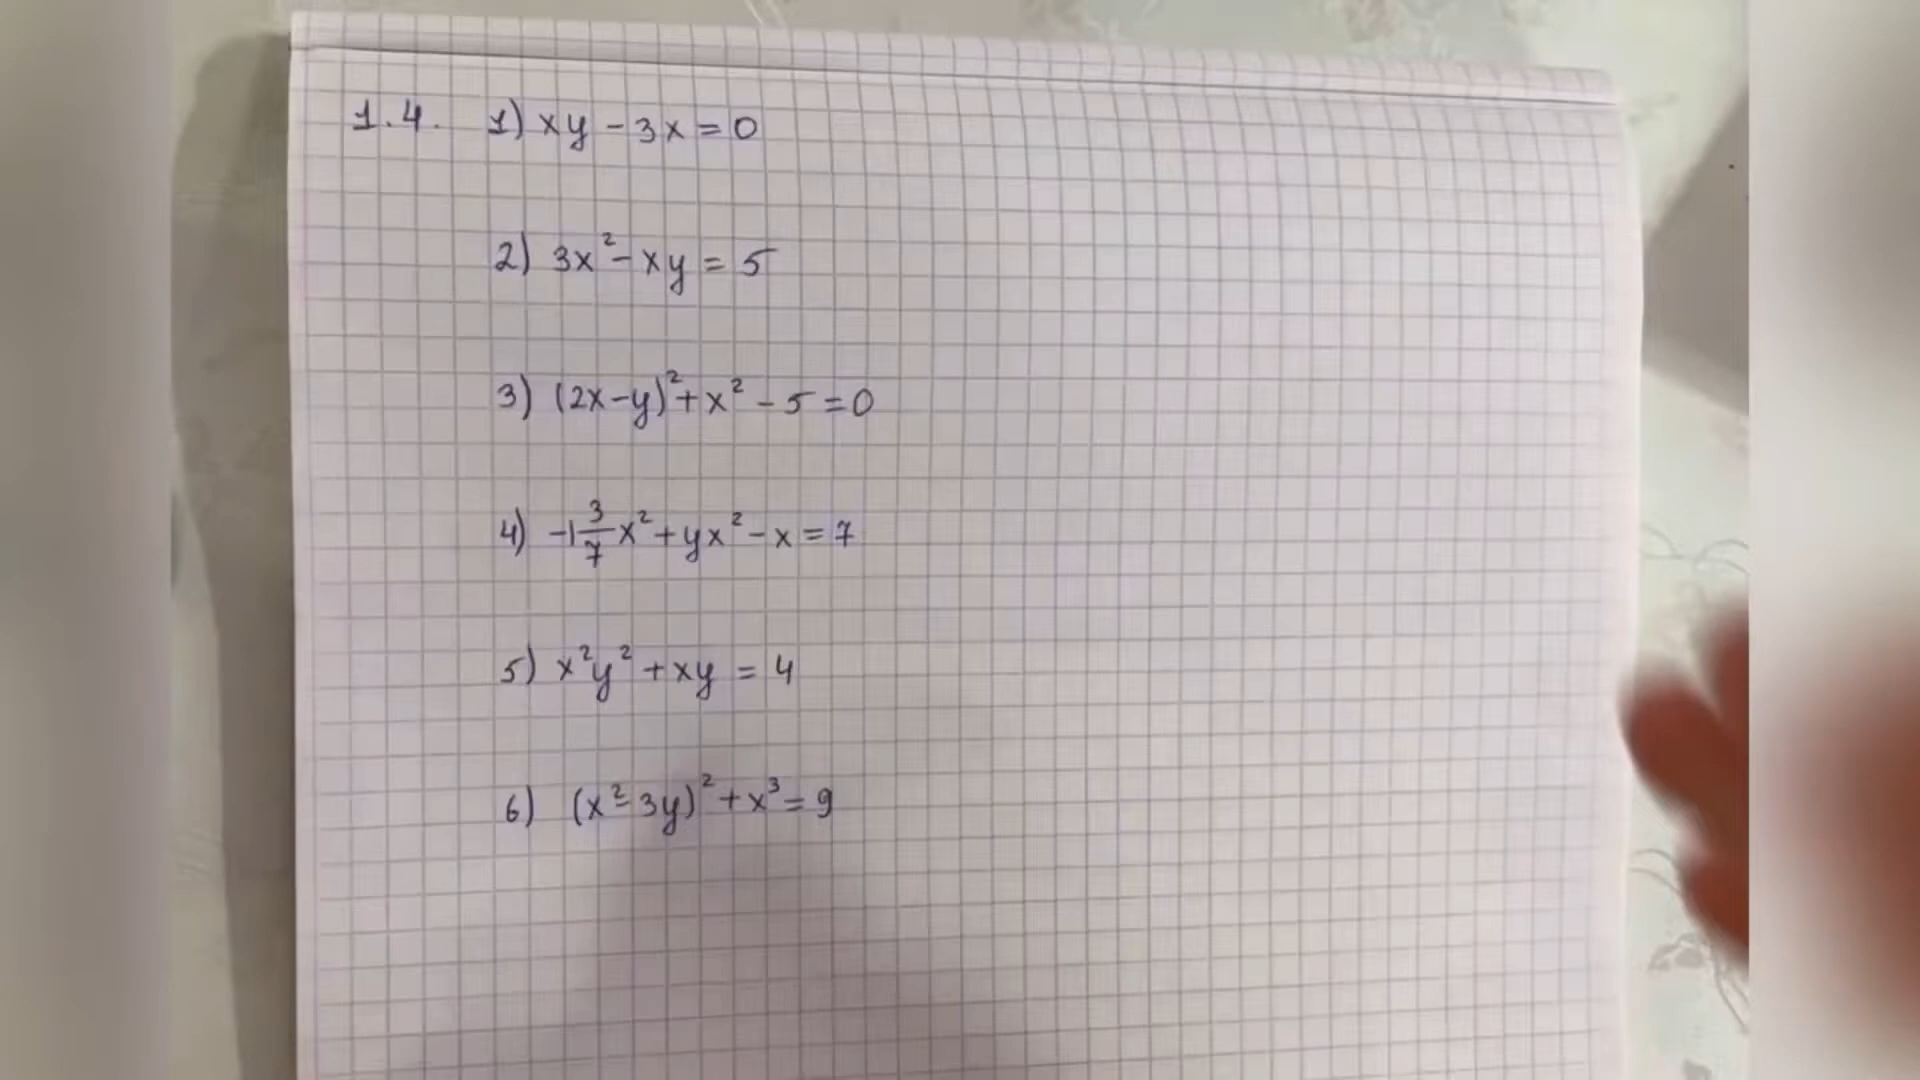 1.4. 1) xy - 3x = 0
2) 3x² - xy = 5
3) (2x-y)² + x² - 5 = 0
4) -1 3/7 x² + yx² - x = 7
5) x²y² + xy = 4
6) (x² - 3y)² + x³ = 9